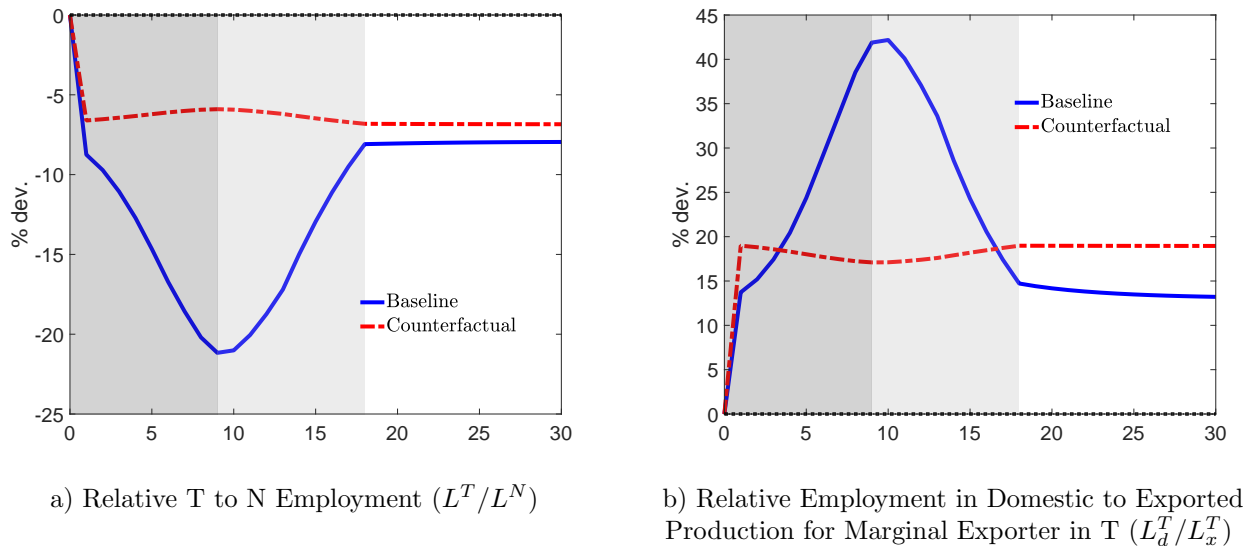 0
-5
-10
-15
-20
-25
% dev.
Baseline
Counterfactual
0 5 10 15 20 25 30
a) Relative T to N Employment (L^T/L^N)
45
40
35
30
25
20
15
10
5
0
% dev.
Baseline
Counterfactual
0 5 10 15 20 25 30
b) Relative Employment in Domestic to Exported
Production for Marginal Exporter in T (L_d^T/L_x^T)